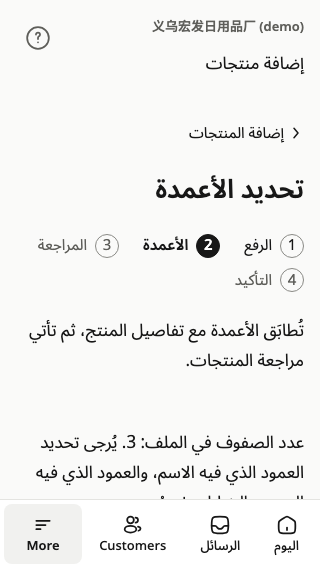 义乌宏发日用品厂 (demo)
إضافة منتجات
إضافة المنتجات
تحديد الأعمدة
1 الرفع 2 الأعمدة 3 المراجعة
4 التأكيد
تُطابَق الأعمدة مع تفاصيل المنتج، ثم تأتي
مراجعة المنتجات.
عدد الصفوف في الملف: 3. يُرجى تحديد
العمود الذي فيه الاسم، والعمود الذي فيه
اليوم الرسائل Customers More